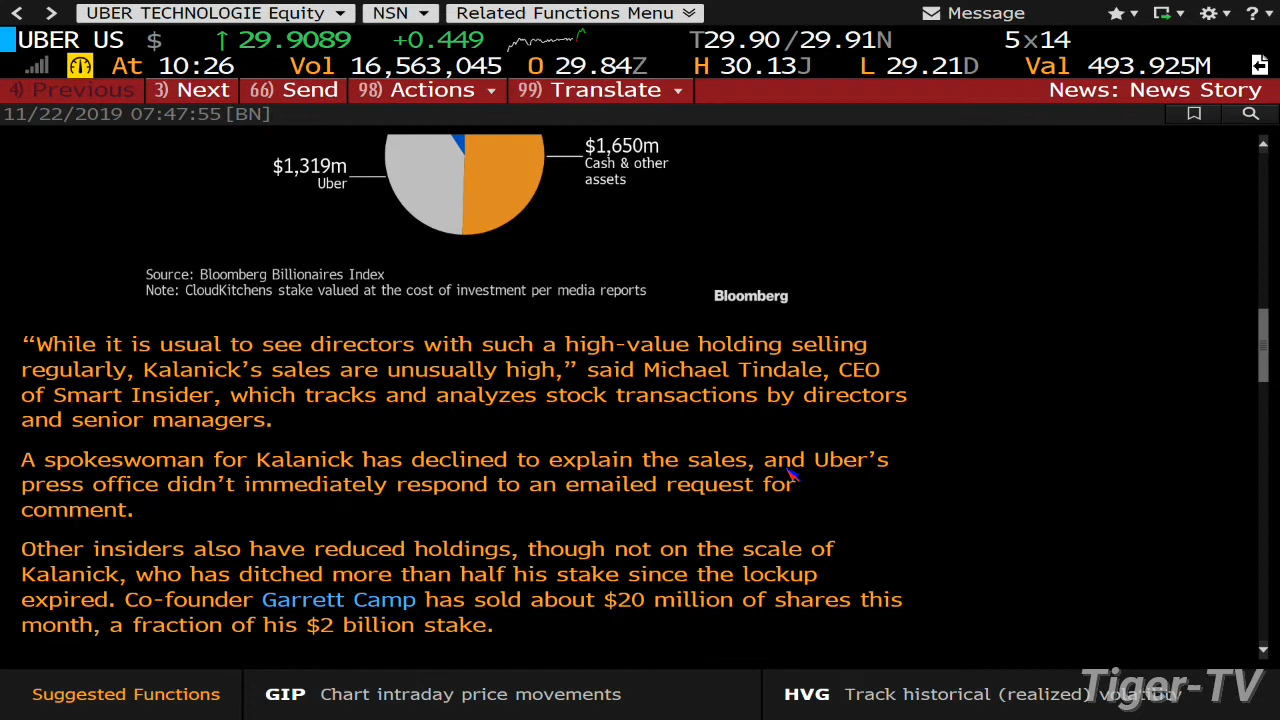 UBER TECHNOLOGIE Equity NSN Related Functions Menu Message ?
UBER US $ ↑ 29.9089 +0.449 T29.90 /29.91N 5x14
At 10:26 Vol 16,563,045 O 29.84Z H 30.13J L 29.21D Val 493.925M
4) Previous 3) Next 66) Send 98) Actions 99) Translate News: News Story
11/22/2019 07:47:55 [BN]
$1,650m
Cash & other
assets
$1,319m
Uber
Source: Bloomberg Billionaires Index
Note: CloudKitchens stake valued at the cost of investment per media reports
Bloomberg
“While it is usual to see directors with such a high-value holding selling
regularly, Kalanick’s sales are unusually high,” said Michael Tindale, CEO
of Smart Insider, which tracks and analyzes stock transactions by directors
and senior managers.
A spokeswoman for Kalanick has declined to explain the sales, and Uber’s
press office didn’t immediately respond to an emailed request for
comment.
Other insiders also have reduced holdings, though not on the scale of
Kalanick, who has ditched more than half his stake since the lockup
expired. Co-founder Garrett Camp has sold about $20 million of shares this
month, a fraction of his $2 billion stake.
Suggested Functions GIP Chart intraday price movements HVG Track historical (realized) volatility
Tiger-TV